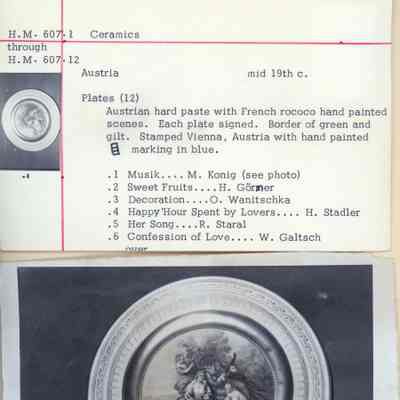 H.M. 607.1 Ceramics
through
H.M. 607.12
Austria mid 19th c.
Plates (12)
Austrian hard paste with French rococo hand painted
scenes. Each plate signed. Border of green and
gilt. Stamped Vienna, Austria with hand painted
marking in blue.
.1 Musik.... M. Konig (see photo)
.2 Sweet Fruits....H. Görner
.3 Decoration....O. Wanitschka
.4 Happy Hour Spent by Lovers.... H. Stadler
.5 Her Song....R. Staral
.6 Confession of Love.... W. Galtsch
over
.4